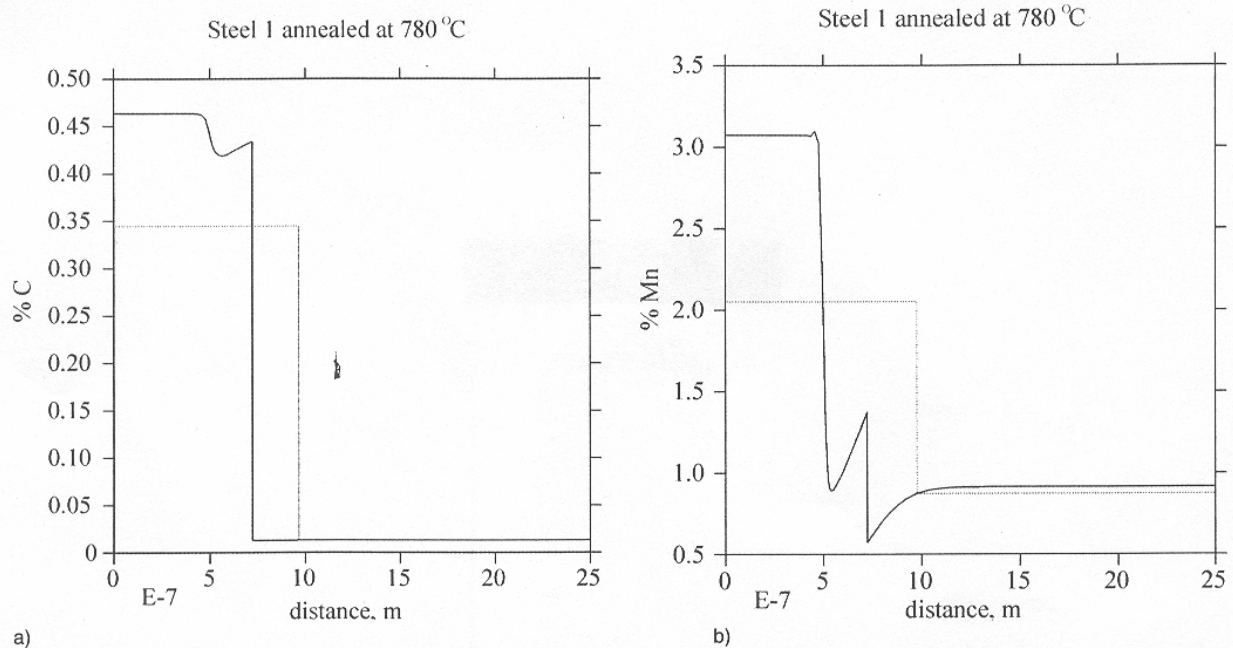 Steel 1 annealed at 780 °C
0.50
0.45
0.40
0.35
0.30
0.25
0.20
0.15
0.10
0.05
0
% C
0 5 10 15 20 25
E-7
distance, m
a)
Steel 1 annealed at 780 °C
3.5
3.0
2.5
2.0
1.5
1.0
0.5
% Mn
0 5 10 15 20 25
E-7
distance, m
b)